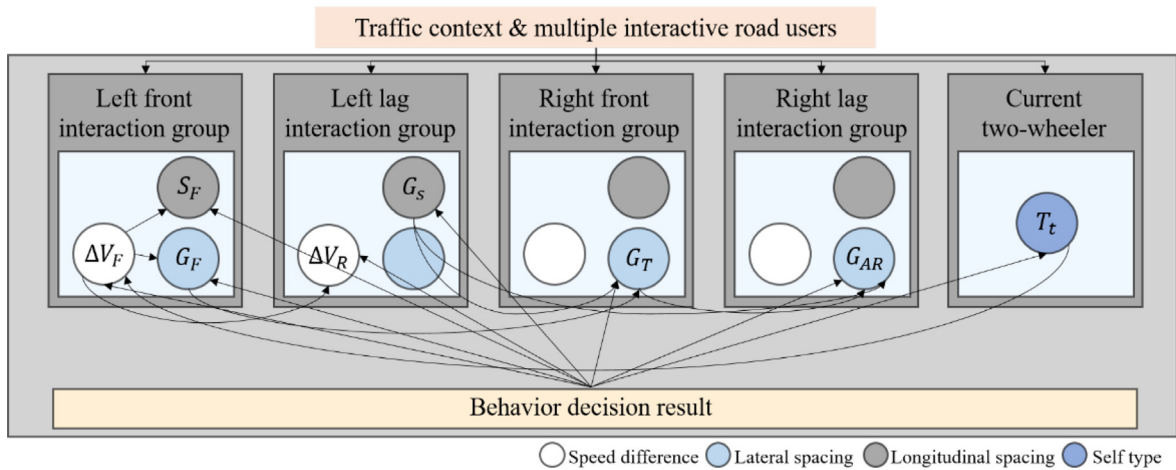 Traffic context & multiple interactive road users
Left front
interaction group
Left lag
interaction group
Right front
interaction group
Right lag
interaction group
Current
two-wheeler
S_F
ΔV_F
G_F
G_s
ΔV_R
G_T
G_AR
T_t
Behavior decision result
Speed difference
Lateral spacing
Longitudinal spacing
Self type